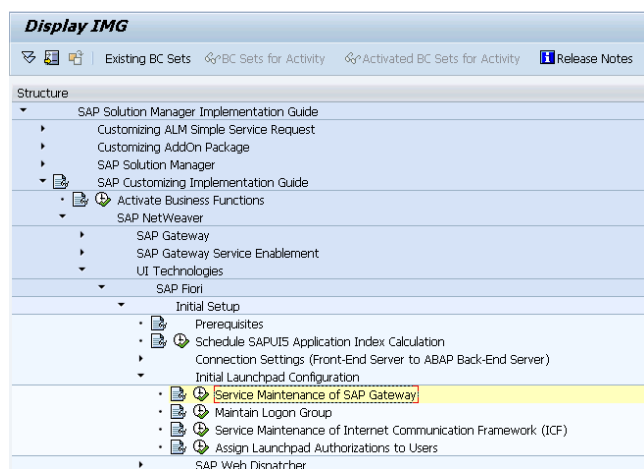 Display IMG
Existing BC Sets BC Sets for Activity Activated BC Sets for Activity Release Notes
Structure
SAP Solution Manager Implementation Guide
Customizing ALM Simple Service Request
Customizing AddOn Package
SAP Solution Manager
SAP Customizing Implementation Guide
Activate Business Functions
SAP NetWeaver
SAP Gateway
SAP Gateway Service Enablement
UI Technologies
SAP Fiori
Initial Setup
Prerequisites
Schedule SAPUI5 Application Index Calculation
Connection Settings (Front-End Server to ABAP Back-End Server)
Initial Launchpad Configuration
Service Maintenance of SAP Gateway
Maintain Logon Group
Service Maintenance of Internet Communication Framework (ICF)
Assign Launchpad Authorizations to Users
SAP Web Dispatcher